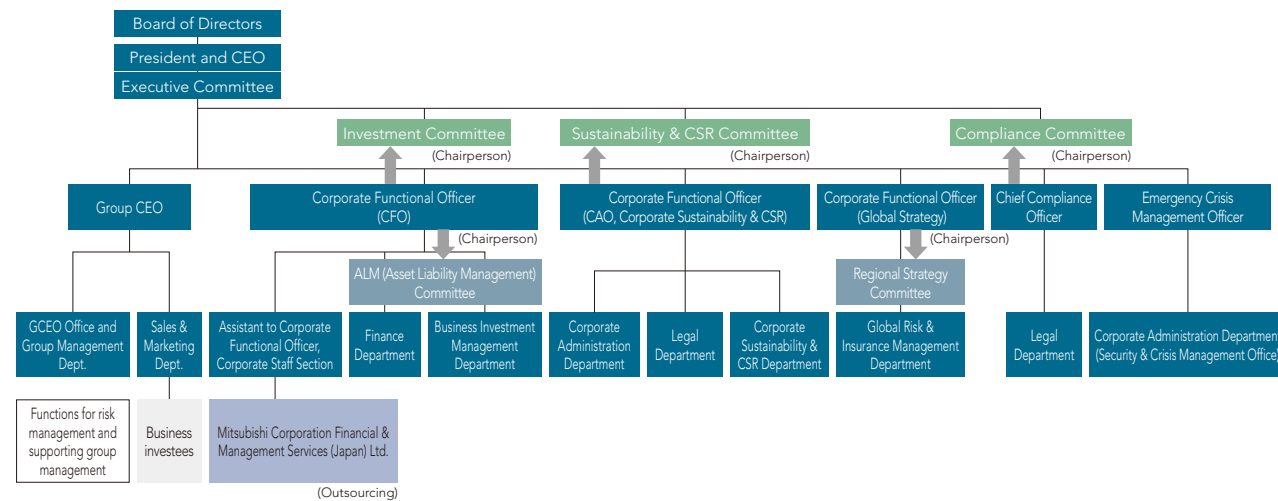 Board of Directors
President and CEO
Executive Committee
Investment Committee
(Chairperson)
Sustainability & CSR Committee
(Chairperson)
Compliance Committee
(Chairperson)
Group CEO
Corporate Functional Officer
(CFO)
Corporate Functional Officer
(CAO, Corporate Sustainability & CSR)
Corporate Functional Officer
(Global Strategy)
Chief Compliance
Officer
Emergency Crisis
Management Officer
(Chairperson)
(Chairperson)
ALM (Asset Liability Management)
Committee
Regional Strategy
Committee
GCEO Office and
Group Management
Dept.
Sales &
Marketing
Dept.
Assistant to Corporate
Functional Officer,
Corporate Staff Section
Finance
Department
Business Investment
Management
Department
Corporate
Administration
Department
Legal
Department
Corporate
Sustainability &
CSR Department
Global Risk &
Insurance Management
Department
Legal
Department
Corporate Administration Department
(Security & Crisis Management Office)
Functions for risk
management and
supporting group
management
Business
investees
Mitsubishi Corporation Financial &
Management Services (Japan) Ltd.
(Outsourcing)